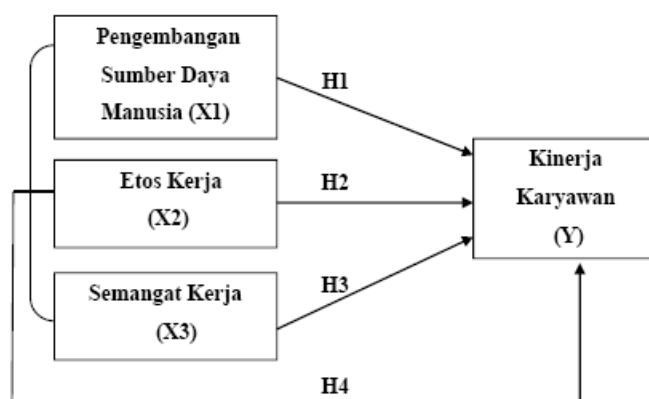 Pengembangan
Sumber Daya
Manusia (X1)
H1
Etos Kerja
(X2)
H2
Kinerja
Karyawan
(Y)
Semangat Kerja
(X3)
H3
H4